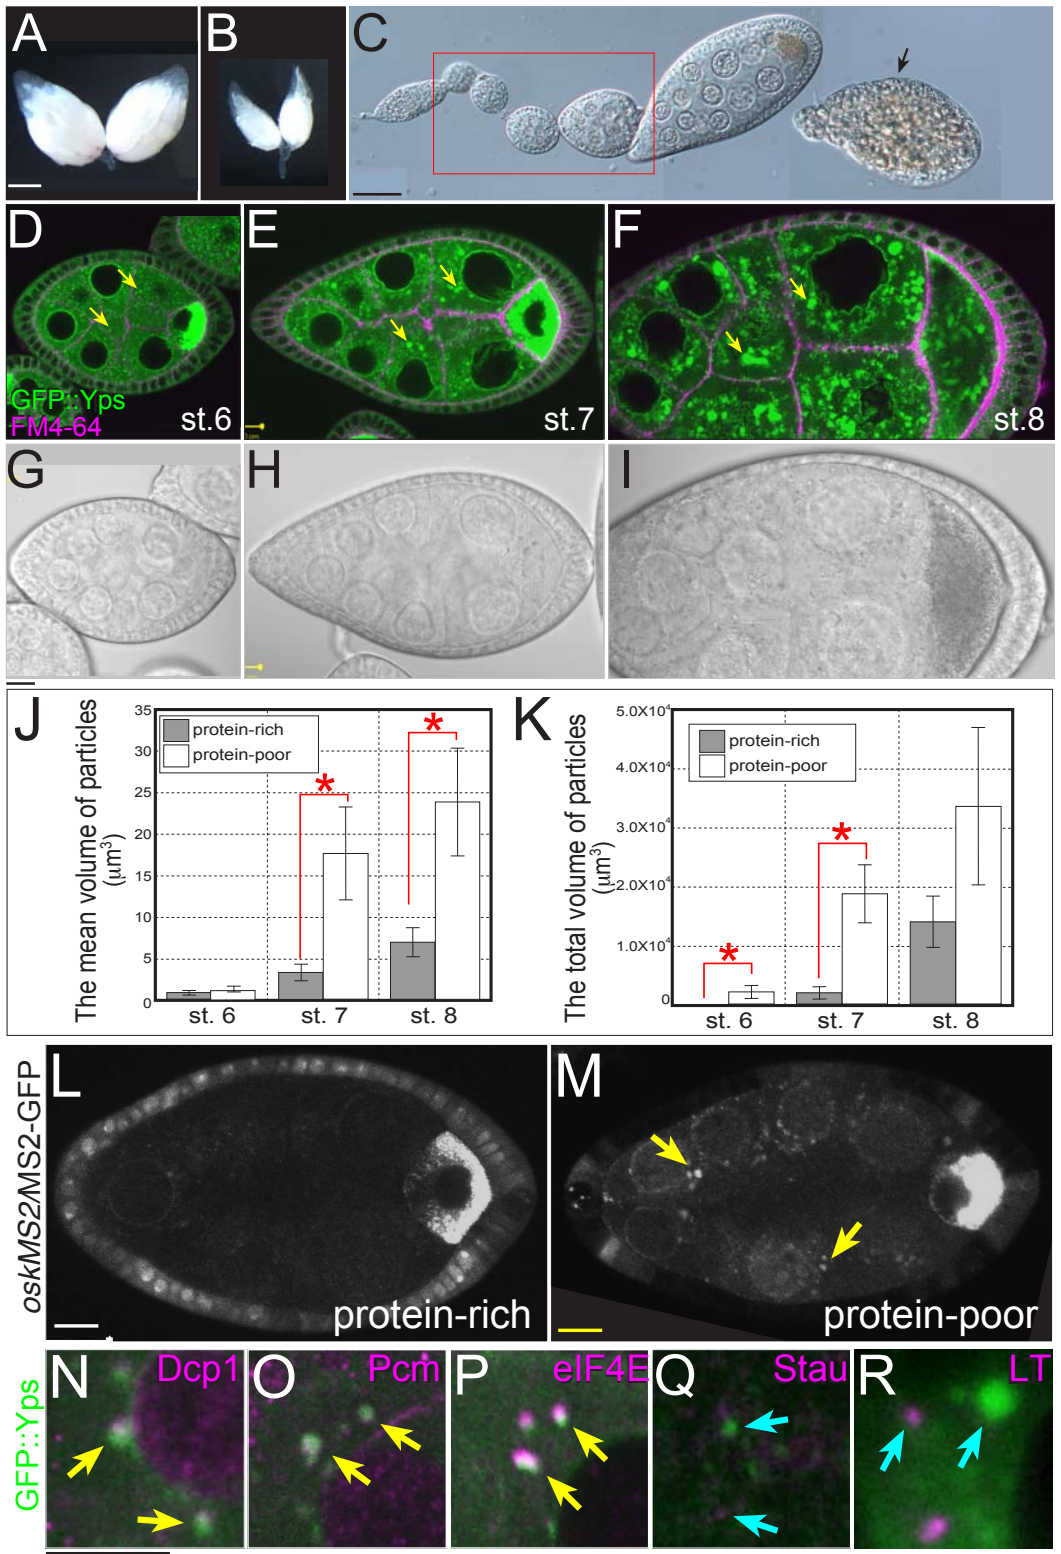 A
B
C
D
E
F
GFP::Yps
FM4-64
st.6
st.7
st.8
G
H
I
J
The mean volume of particles
(μm³)
35
30
25
20
15
10
5
0
protein-rich
protein-poor
*
*
st. 6
st. 7
st. 8
K
The total volume of particles
(μm³)
5.0X10⁴
4.0X10⁴
3.0X10⁴
2.0X10⁴
1.0X10⁴
0
protein-rich
protein-poor
*
*
st. 6
st. 7
st. 8
oskMS2/MS2-GFP
L
protein-rich
M
protein-poor
GFP::Yps
N
Dcp1
O
Pcm
P
eIF4E
Q
Stau
R
LT